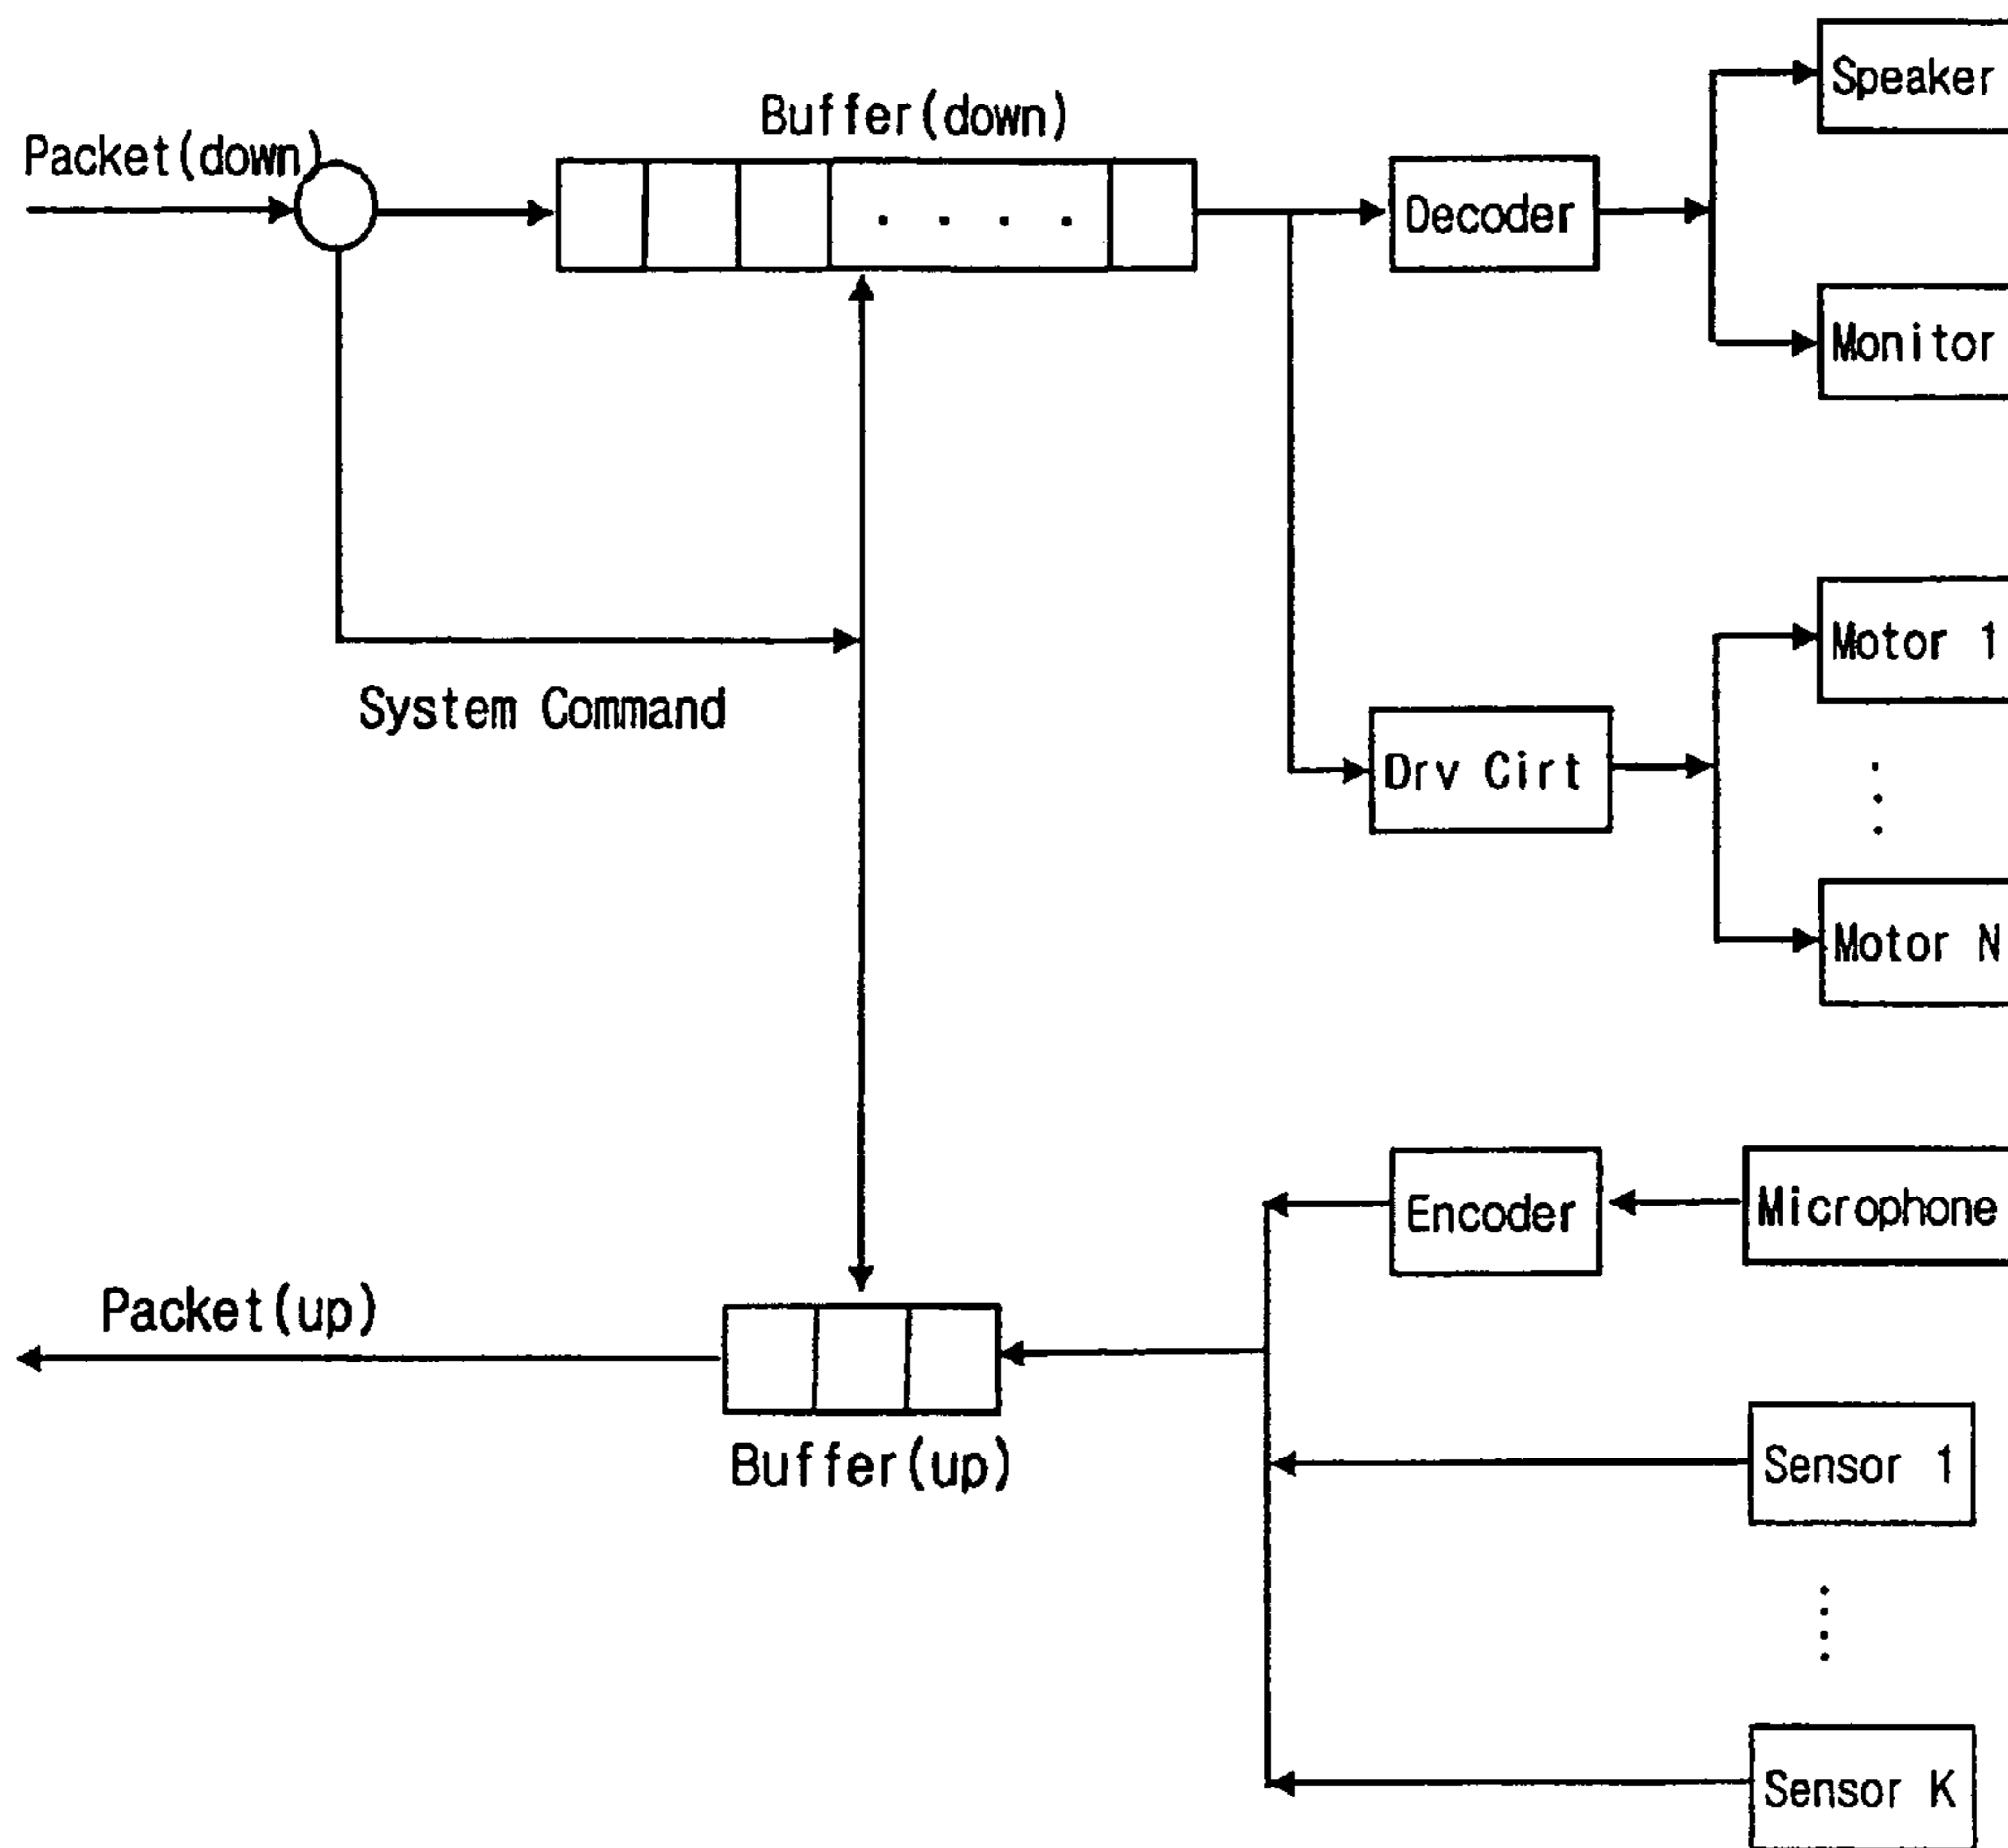 Speaker
Buffer(down)
Packet(down)
Decoder
Monitor
Motor 1
System Command
Drv Cirt
Motor N
Microphone
Encoder
Packet(up)
Buffer(up)
Sensor 1
Sensor K